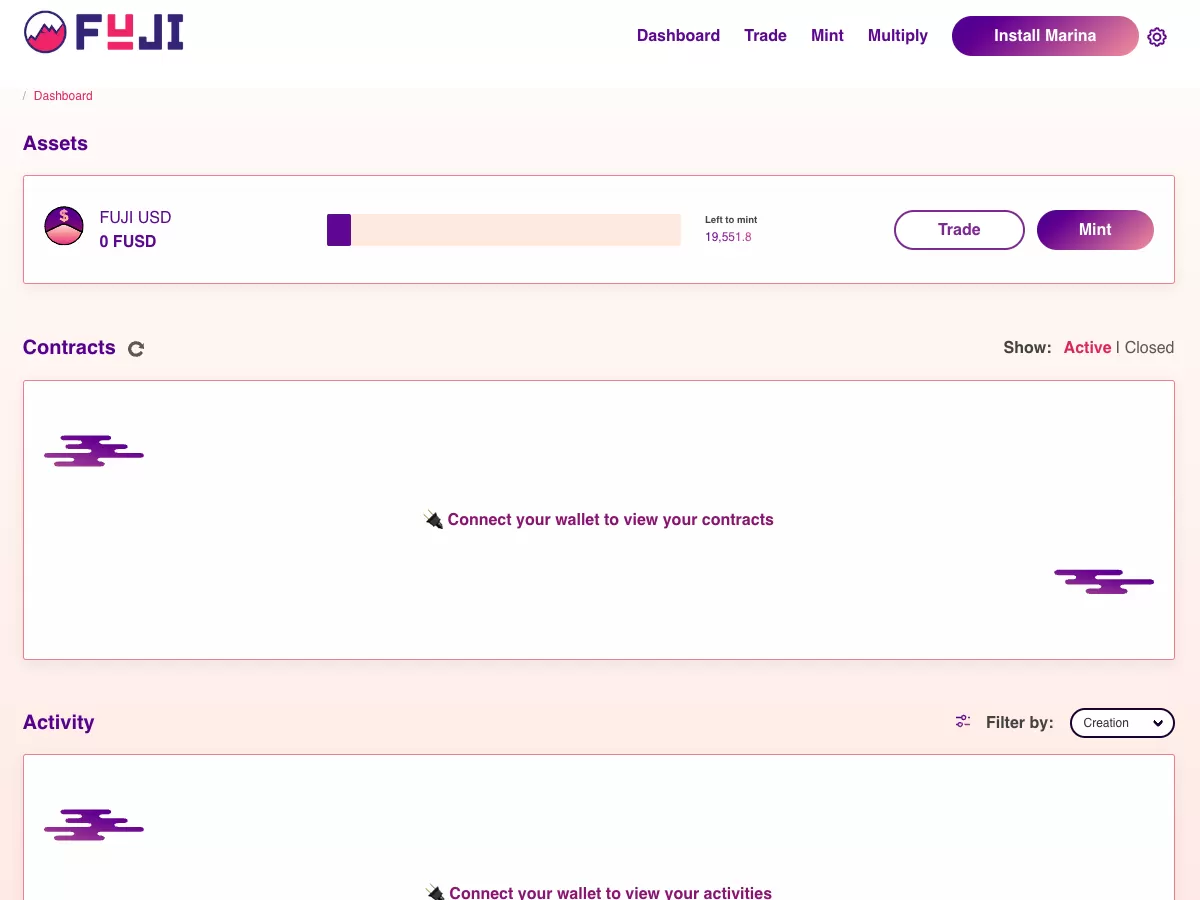 FUJI
Dashboard Trade Mint Multiply Install Marina
/ Dashboard
Assets
$
FUJI USD
0 FUSD
Left to mint
19,551.8
Trade Mint
Contracts
Show: Active | Closed
Connect your wallet to view your contracts
Activity
Filter by: Creation
Connect your wallet to view your activities